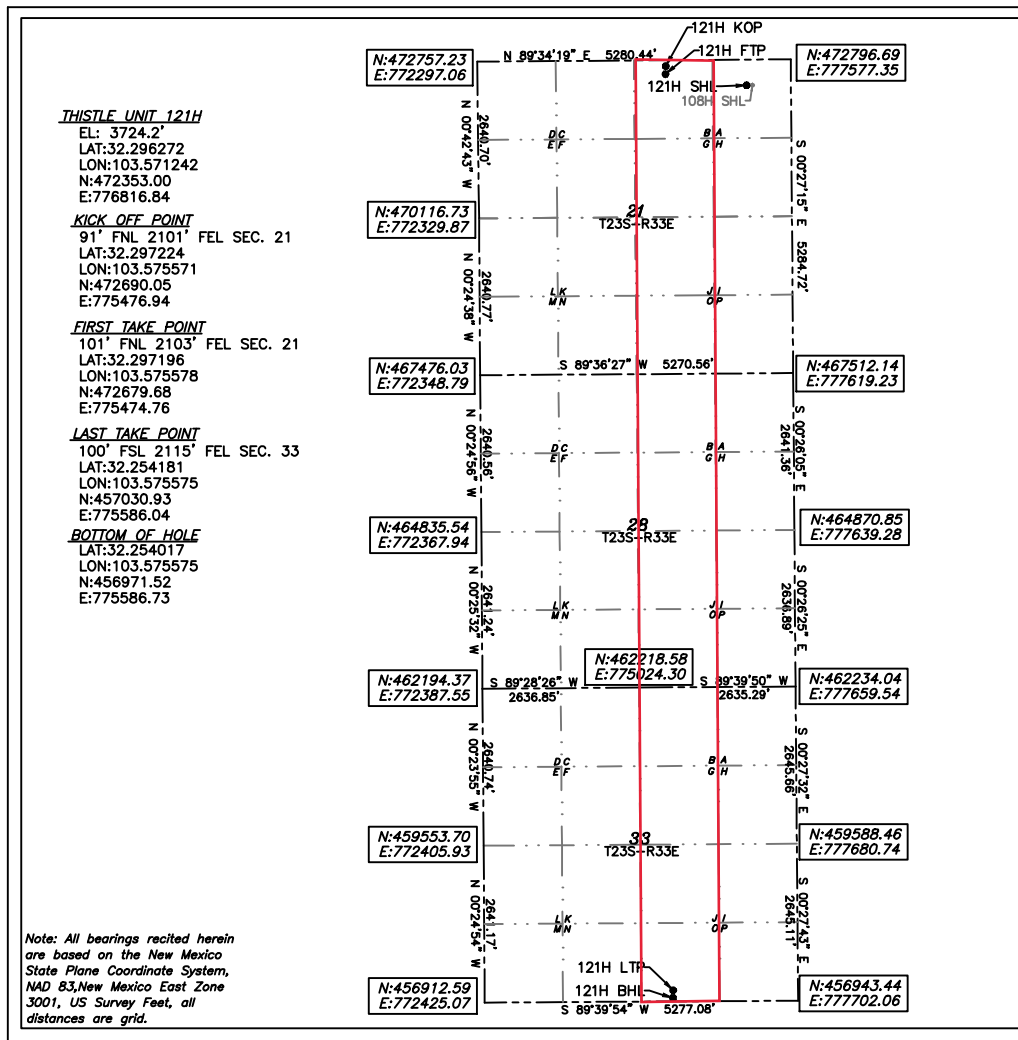 121H KOP
N 89°34'19" E 5280.44'
121H FTP
N:472757.23
E:772297.06
N:472796.69
E:777577.35
121H SHL
108H SHL
THISTLE UNIT 121H
EL: 3724.2'
LAT:32.296272
LON:103.571242
N:472353.00
E:776816.84
KICK OFF POINT
91' FNL 2101' FEL SEC. 21
LAT:32.297224
LON:103.575571
N:472690.05
E:775476.94
FIRST TAKE POINT
101' FNL 2103' FEL SEC. 21
LAT:32.297196
LON:103.575578
N:472679.68
E:775474.76
LAST TAKE POINT
100' FSL 2115' FEL SEC. 33
LAT:32.254181
LON:103.575575
N:457030.93
E:775586.04
BOTTOM OF HOLE
LAT:32.254017
LON:103.575575
N:456971.52
E:775586.73
N 00°42'43" W
2640.70'
D C
E F
B A
G H
S 00°27'15" E 5284.72'
N:470116.73
E:772329.87
21
T23S-R33E
N 00°24'38" W
2640.77'
L K
M N
J I
O P
N:467476.03
E:772348.79
S 89°36'27" W 5270.56'
N:467512.14
E:777619.23
N 00°24'56" W
2640.56'
D C
E F
B A
G H
S 00°26'05" E
2641.36'
N:464835.54
E:772367.94
28
T23S-R33E
N:464870.85
E:777639.28
N 00°25'32" W
2641.24'
L K
M N
J I
O P
S 00°26'25" E
2636.89'
N:462218.58
E:775024.30
N:462194.37
E:772387.55
S 89°28'26" W
2636.85'
S 89°39'50" W
2635.29'
N:462234.04
E:777659.54
N 00°23'55" W
2640.74'
D C
E F
B A
G H
S 00°27'32" E
2645.66'
N:459553.70
E:772405.93
33
T23S-R33E
N:459588.46
E:777680.74
N 00°24'54" W
2641.17'
L K
M N
J I
O P
S 00°27'43" E
2645.11'
121H LTP
121H BHL
N:456912.59
E:772425.07
S 89°39'54" W 5277.08'
N:456943.44
E:777702.06
Note: All bearings recited herein
are based on the New Mexico
State Plane Coordinate System,
NAD 83,New Mexico East Zone
3001, US Survey Feet, all
distances are grid.